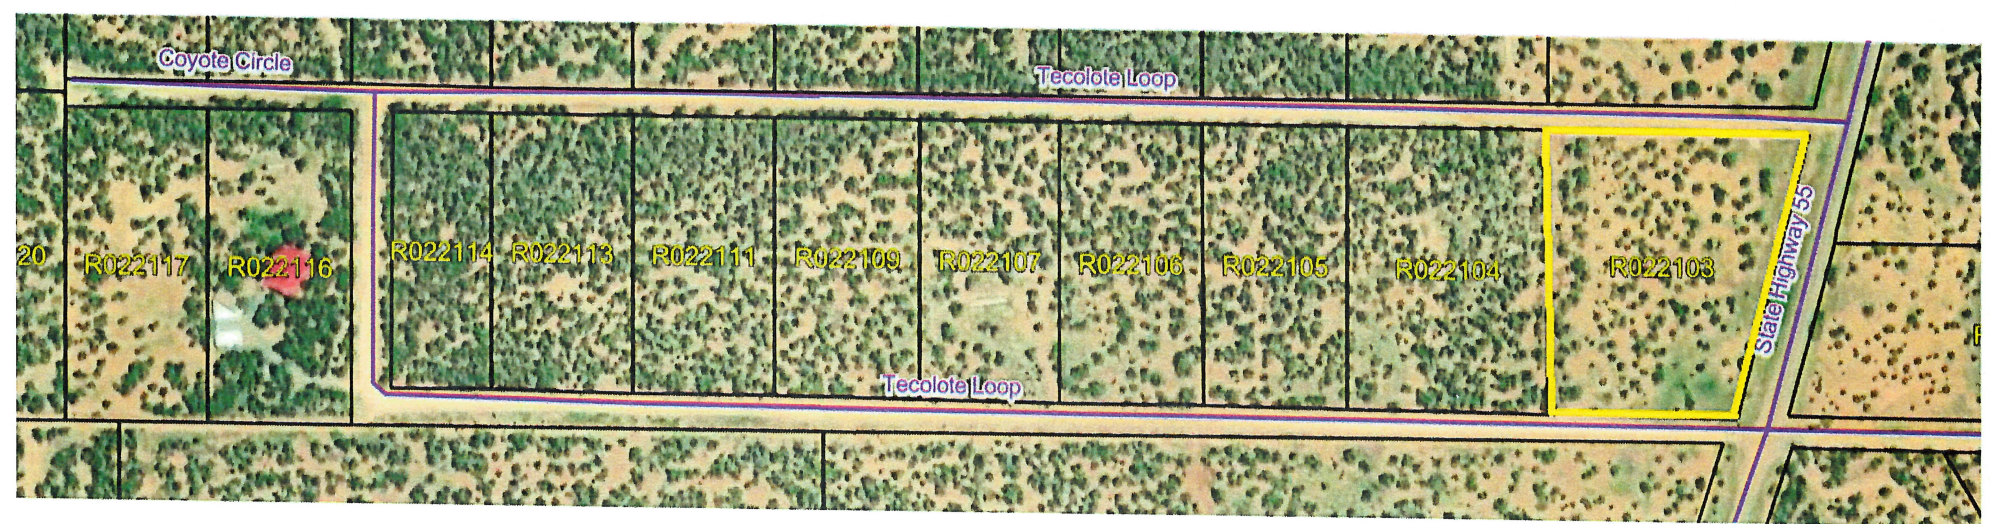 Coyote Circle
Tecolote Loop
20
R022117
R022116
R022114
R022113
R022111
R022109
R022107
R022106
R022105
R022104
R022103
State Highway 55
Tecolote Loop